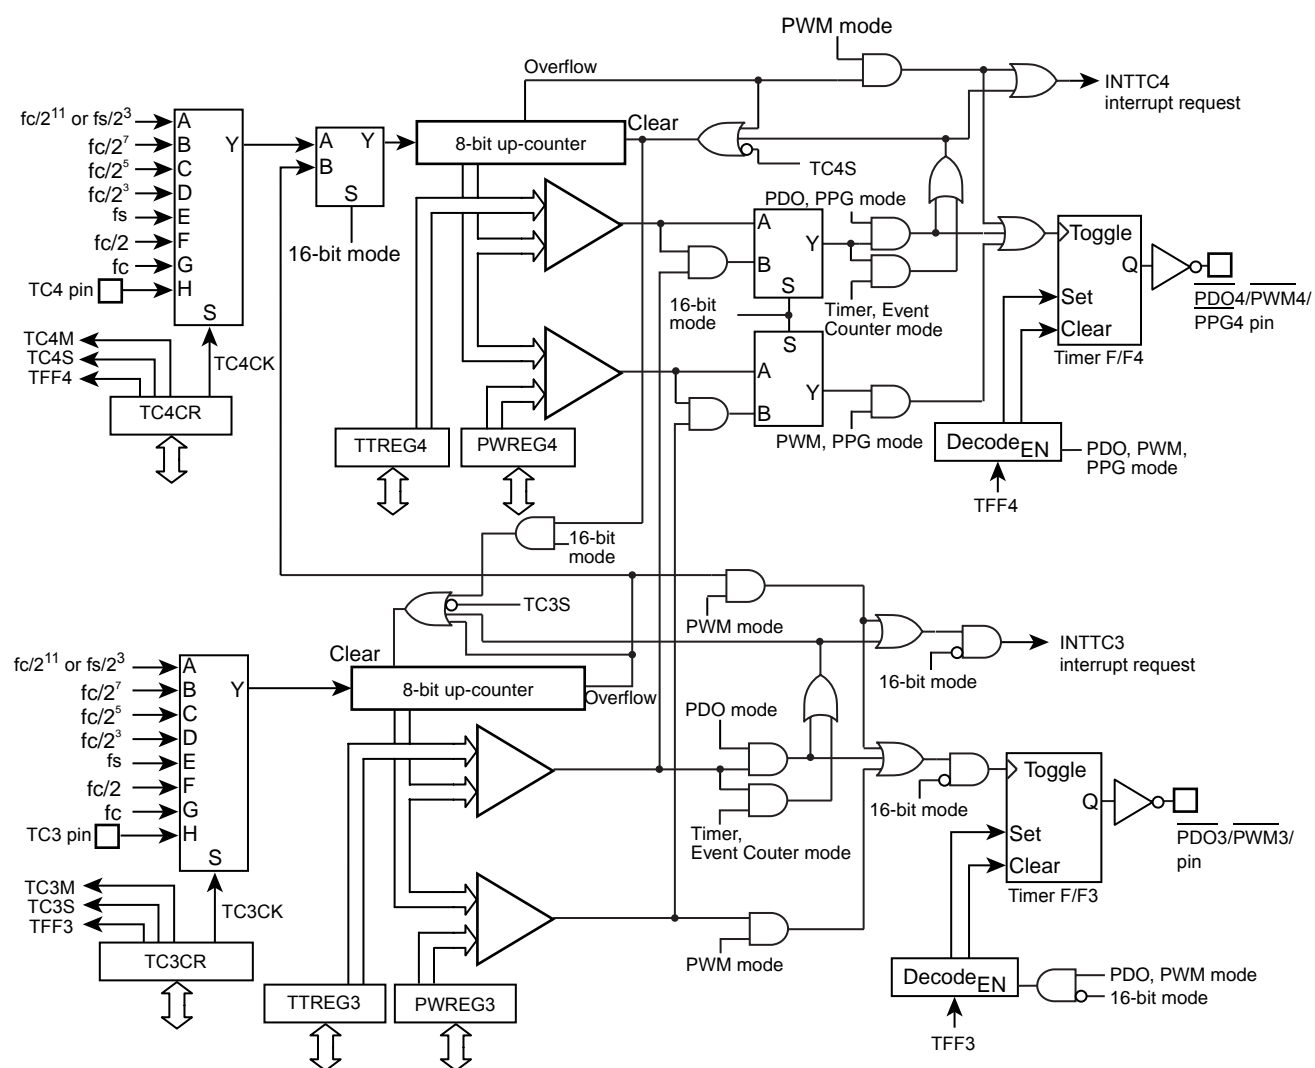 PWM mode
Overflow
INTTC4
interrupt request
fc/2¹¹ or fs/2³
fc/2⁷
fc/2⁵
fc/2³
fs
fc/2
fc
TC4 pin
A
B
C
D
E
F
G
H
Y
S
A
B
Y
S
16-bit mode
8-bit up-counter
Clear
TC4S
PDO, PPG mode
A
B
Y
S
16-bit
mode
Timer, Event
Counter mode
S
A
B
Y
PWM, PPG mode
Toggle
Q
Set
Clear
Timer F/F4
PDO4/PWM4/
PPG4 pin
TC4M
TC4S
TFF4
TC4CK
TC4CR
TTREG4
PWREG4
Decode EN
PDO, PWM,
PPG mode
TFF4
16-bit
mode
TC3S
PWM mode
INTTC3
interrupt request
16-bit mode
fc/2¹¹ or fs/2³
fc/2⁷
fc/2⁵
fc/2³
fs
fc/2
fc
TC3 pin
A
B
C
D
E
F
G
H
Y
S
Clear
8-bit up-counter
Overflow
PDO mode
Timer,
Event Couter mode
16-bit mode
Toggle
Q
Set
Clear
Timer F/F3
PDO3/PWM3/
pin
TC3M
TC3S
TFF3
TC3CK
TC3CR
TTREG3
PWREG3
PWM mode
Decode EN
PDO, PWM mode
16-bit mode
TFF3